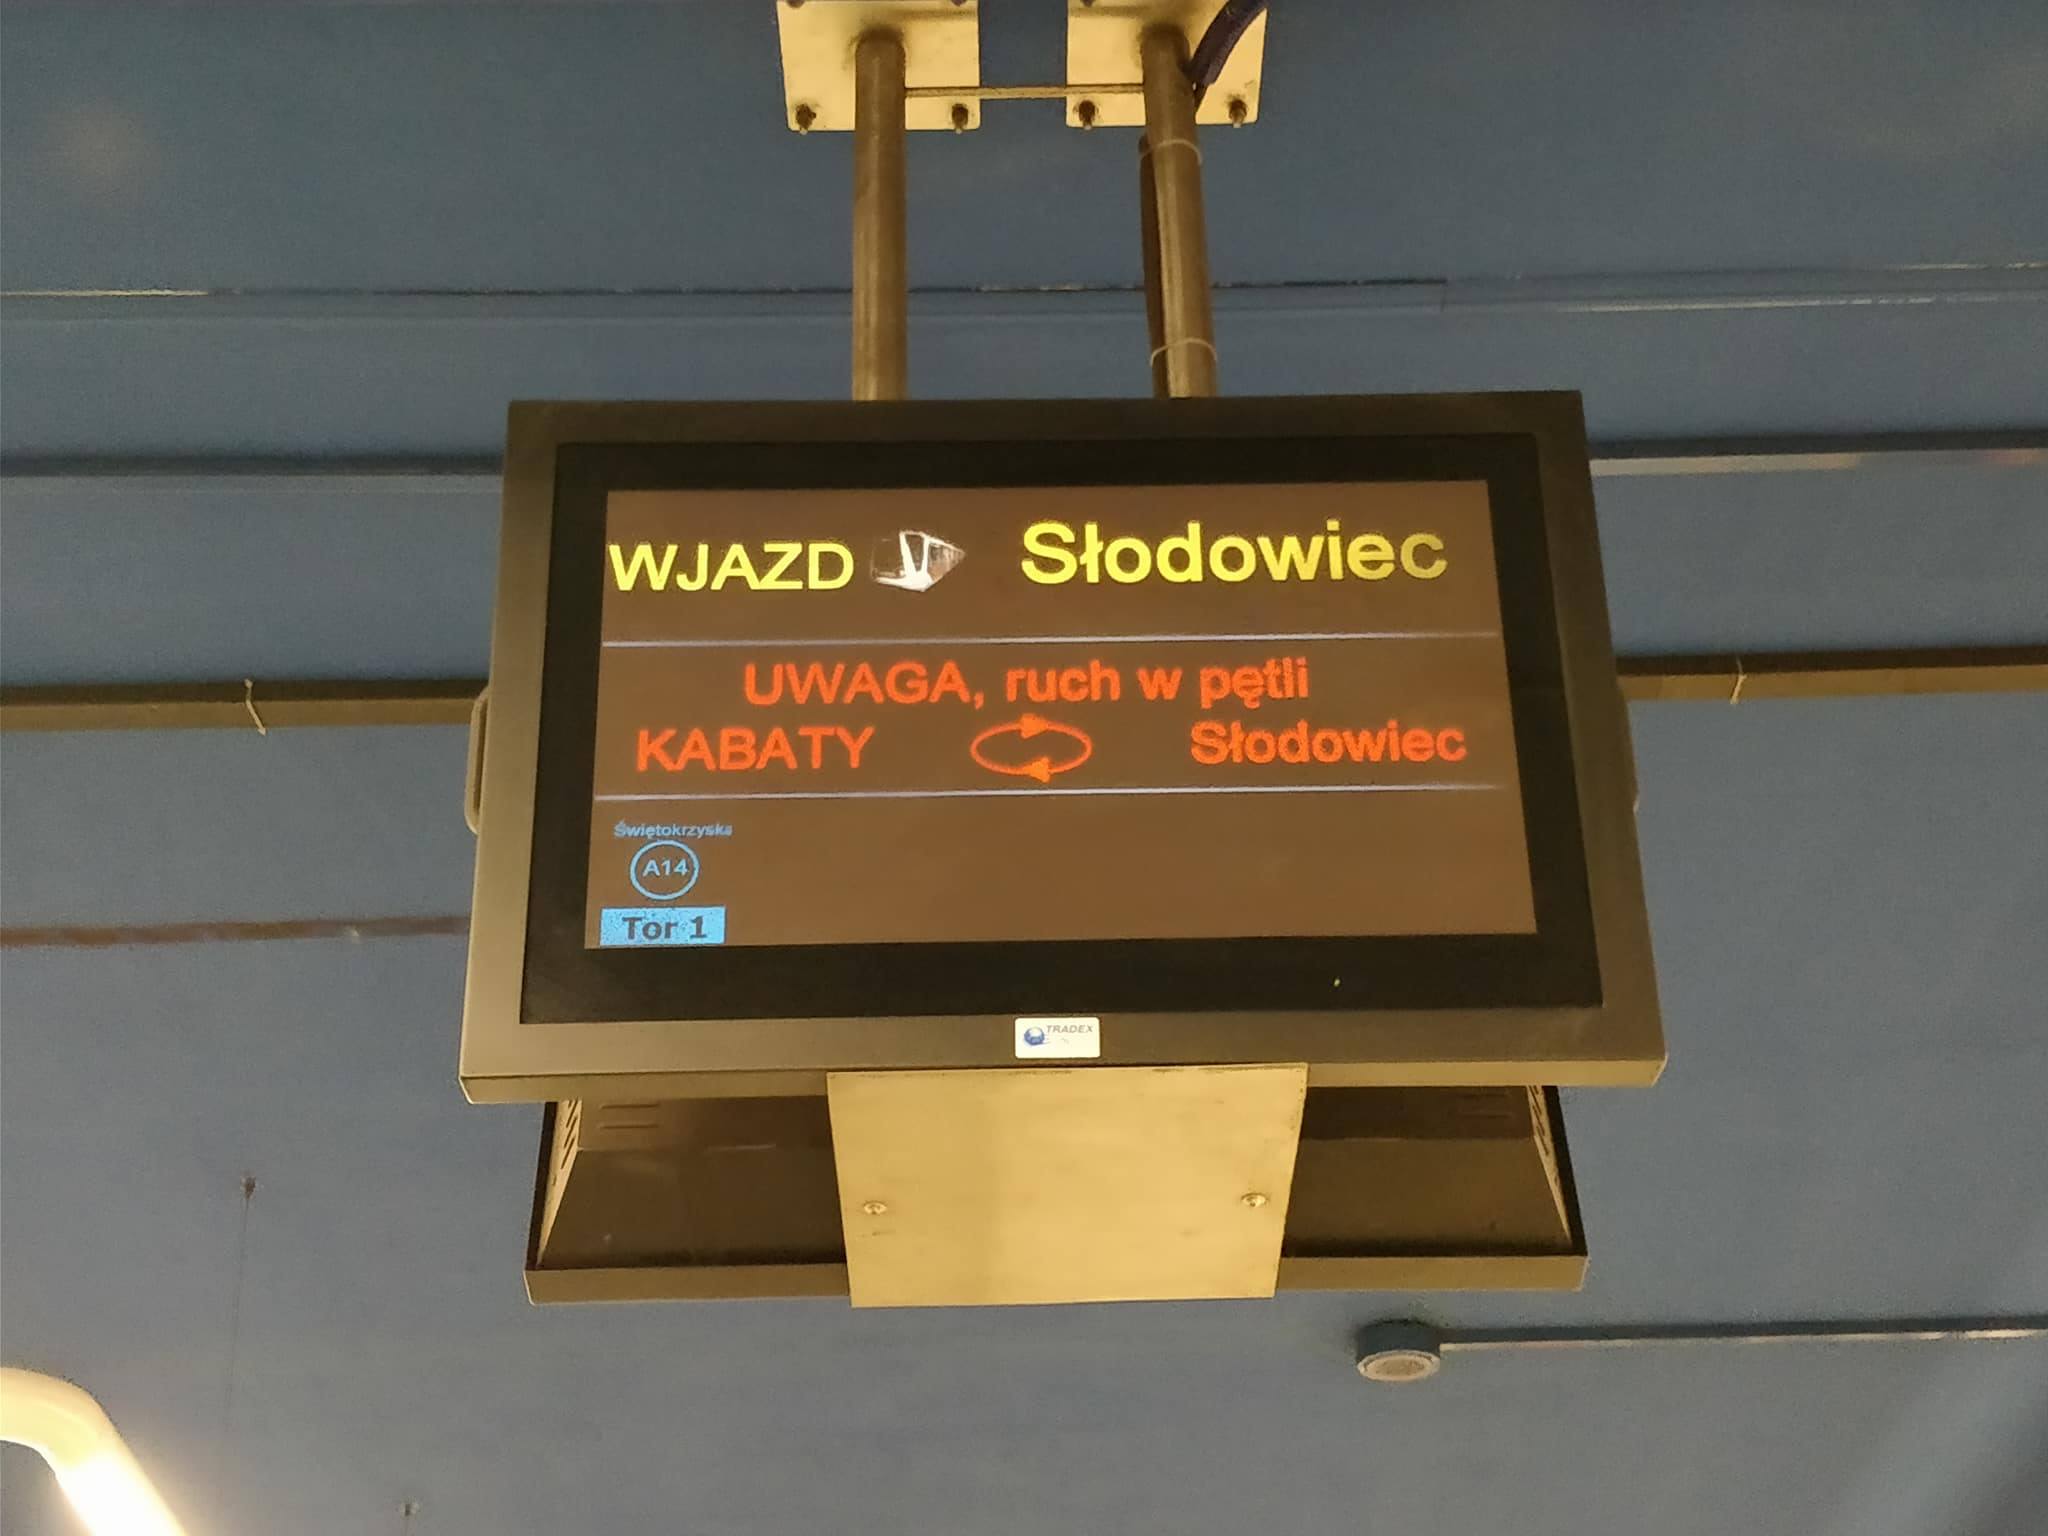 WJAZD Słodowiec
UWAGA, ruch w pętli
KABATY Słodowiec
Świętokrzyska
A14
Tor 1
TRADEX